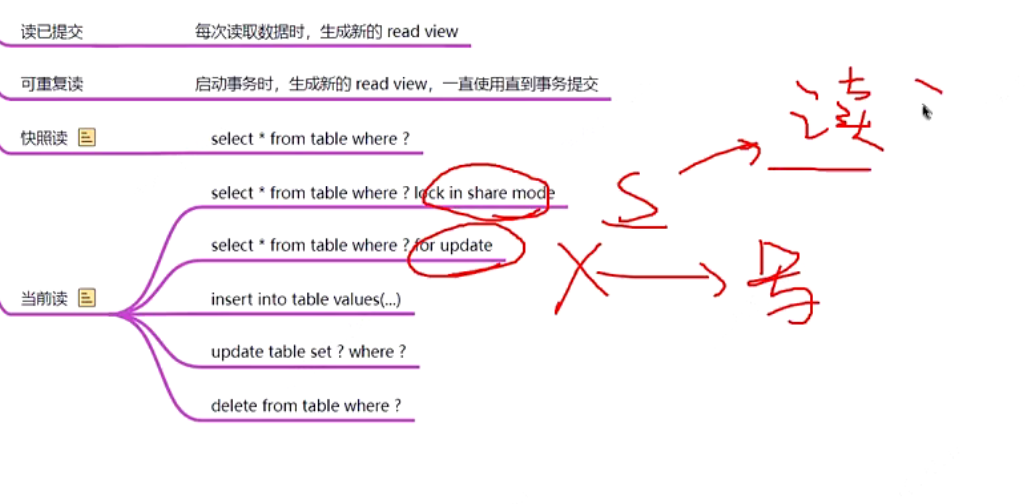 读已提交 每次读取数据时，生成新的 read view
可重复读 启动事务时，生成新的 read view，一直使用直到事务提交
快照读 select * from table where ?
select * from table where ? lock in share mode
select * from table where ? for update
当前读 insert into table values(...)
update table set ? where ?
delete from table where ?
S 读
X